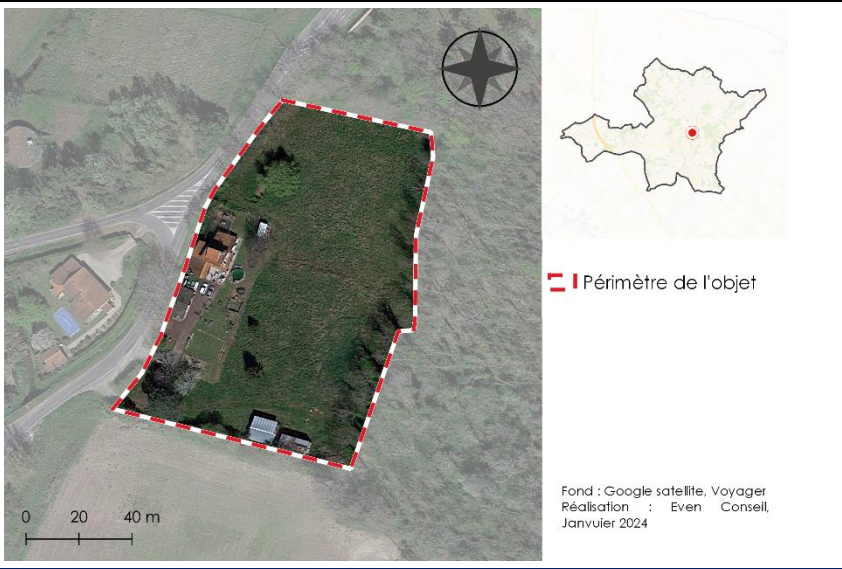 Périmètre de l'objet
0 20 40 m
Fond : Google satellite, Voyager
Réalisation : Even Conseil,
Janvuier 2024